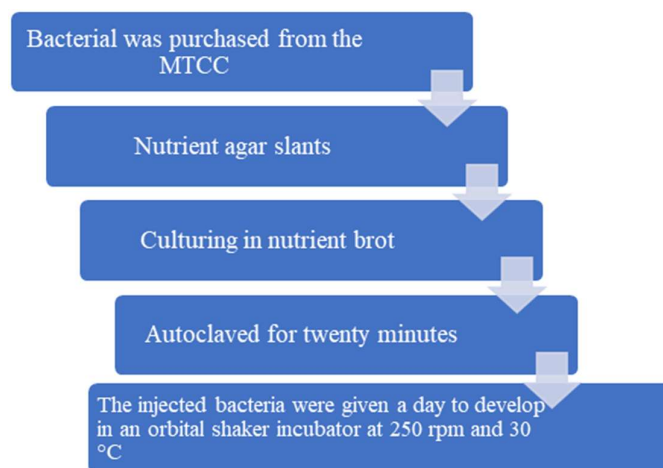 Bacterial was purchased from the
MTCC
Nutrient agar slants
Culturing in nutrient brot
Autoclaved for twenty minutes
The injected bacteria were given a day to develop
in an orbital shaker incubator at 250 rpm and 30
°C